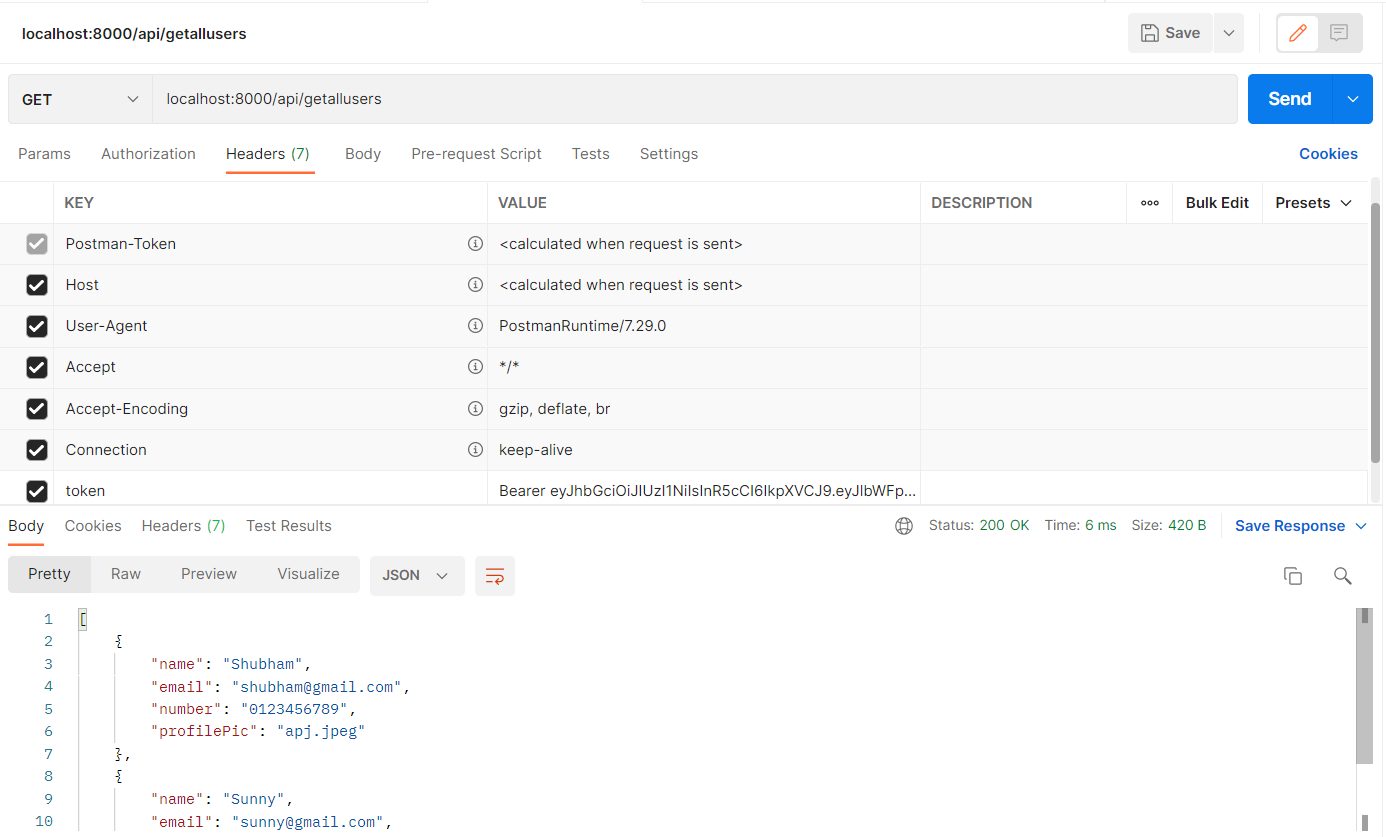 localhost:8000/api/getallusers
Save
GET localhost:8000/api/getallusers Send
Params Authorization Headers (7) Body Pre-request Script Tests Settings Cookies
KEY VALUE DESCRIPTION ooo Bulk Edit Presets
Postman-Token <calculated when request is sent>
Host <calculated when request is sent>
User-Agent PostmanRuntime/7.29.0
Accept */*
Accept-Encoding gzip, deflate, br
Connection keep-alive
token Bearer eyJhbGciOiJIUzI1NiIsInR5cCI6IkpXVCJ9.eyJlbWFp...
Body Cookies Headers (7) Test Results Status: 200 OK Time: 6 ms Size: 420 B Save Response
Pretty Raw Preview Visualize JSON
1 [
2 {
3 "name": "Shubham",
4 "email": "shubham@gmail.com",
5 "number": "0123456789",
6 "profilePic": "apj.jpeg"
7 },
8 {
9 "name": "Sunny",
10 "email": "sunny@gmail.com",